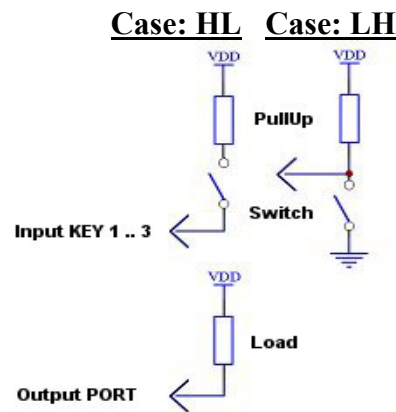 Case: HL Case: LH
VDD VDD
PullUp
Switch
Input KEY 1 .. 3
VDD
Load
Output PORT